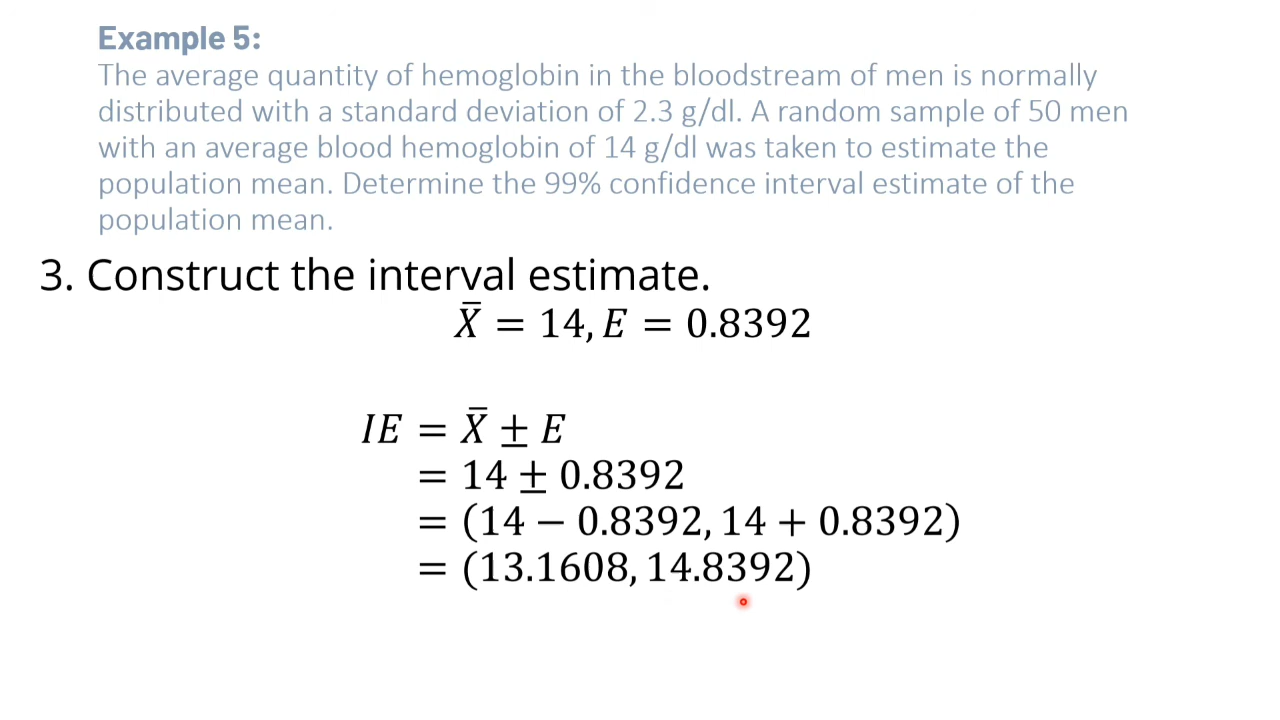 Example 5:
The average quantity of hemoglobin in the bloodstream of men is normally
distributed with a standard deviation of 2.3 g/dl. A random sample of 50 men
with an average blood hemoglobin of 14 g/dl was taken to estimate the
population mean. Determine the 99% confidence interval estimate of the
population mean.
3. Construct the interval estimate.
X̄ = 14, E = 0.8392
IE = X̄ ± E
= 14 ± 0.8392
= (14 − 0.8392, 14 + 0.8392)
= (13.1608, 14.8392)